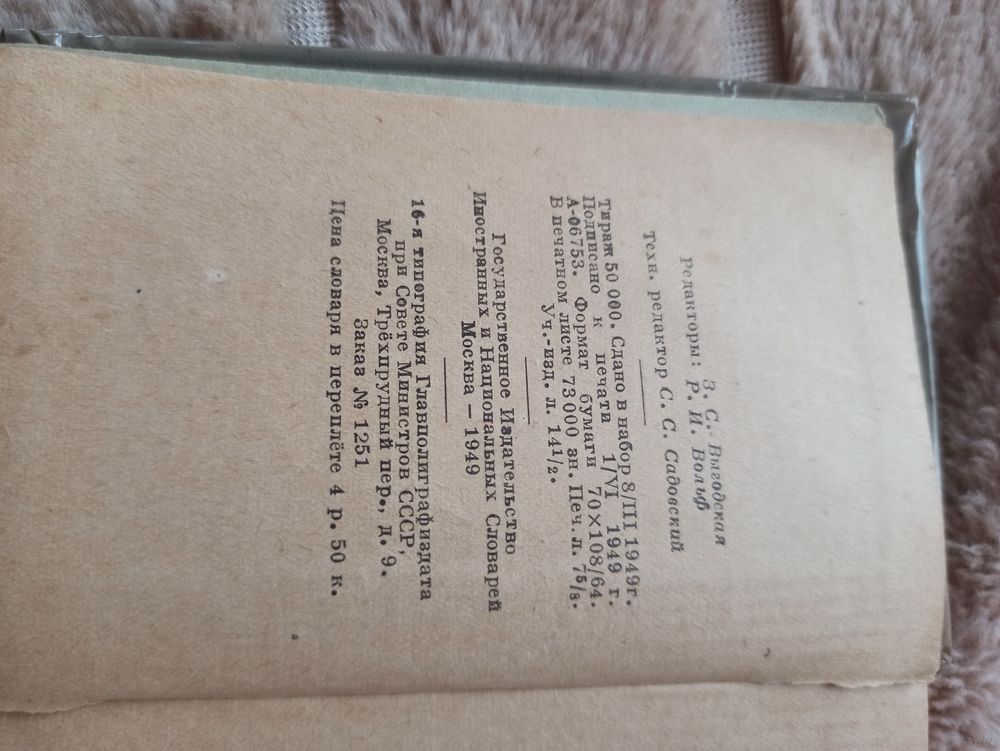 Редакторы: З. С. Выгодская
Р. И. Вольф
Техн. редактор С. С. Садовский
Тираж 50 000. Сдано в набор 8/III 1949г.
Подписано к печати 1/VI 1949 г.
А-06753. Формат бумаги 70×108/64.
В печатном листе 73000 зн. Печ. л. 7⁵/₈.
Уч.-изд. л. 14¹/₂.
Государственное Издательство
Иностранных и Национальных Словарей
Москва — 1949
16-я типография Главполиграфиздата
при Совете Министров СССР,
Москва, Трёхпрудный пер., д. 9.
Заказ № 1251
Цена словаря в переплёте 4 р. 50 к.